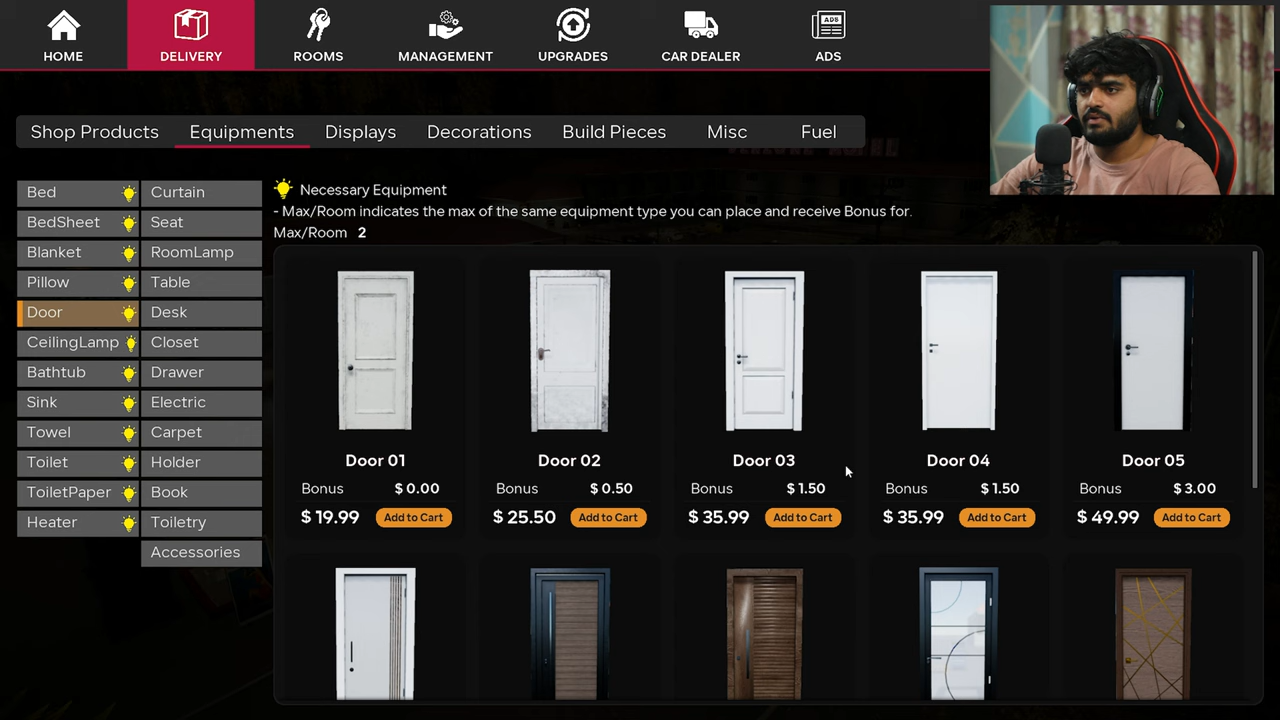 HOME
DELIVERY
ROOMS
MANAGEMENT
UPGRADES
CAR DEALER
ADS
ADS
Shop Products
Equipments
Displays
Decorations
Build Pieces
Misc
Fuel
Bed
Curtain
BedSheet
Seat
Blanket
RoomLamp
Pillow
Table
Door
Desk
CeilingLamp
Closet
Bathtub
Drawer
Sink
Electric
Towel
Carpet
Toilet
Holder
ToiletPaper
Book
Heater
Toiletry
Accessories
Necessary Equipment
- Max/Room indicates the max of the same equipment type you can place and receive Bonus for.
Max/Room 2
Door 01
Bonus $ 0.00
$ 19.99 Add to Cart
Door 02
Bonus $ 0.50
$ 25.50 Add to Cart
Door 03
Bonus $ 1.50
$ 35.99 Add to Cart
Door 04
Bonus $ 1.50
$ 35.99 Add to Cart
Door 05
Bonus $ 3.00
$ 49.99 Add to Cart